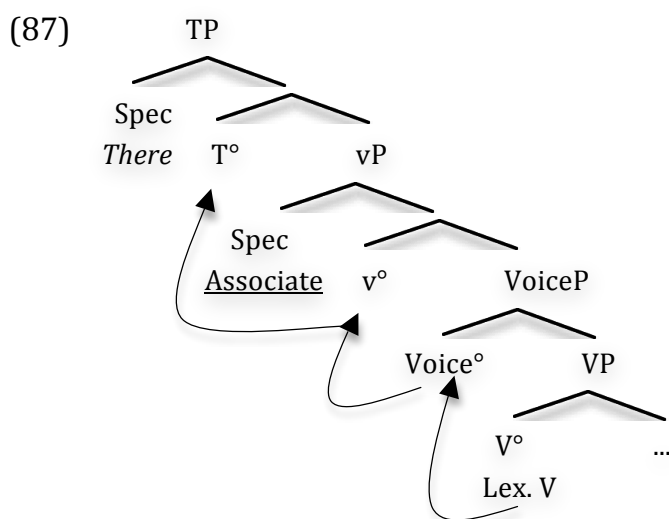 (87) TP
Spec
There T° vP
Spec
Associate v° VoiceP
Voice° VP
V° ...
Lex. V